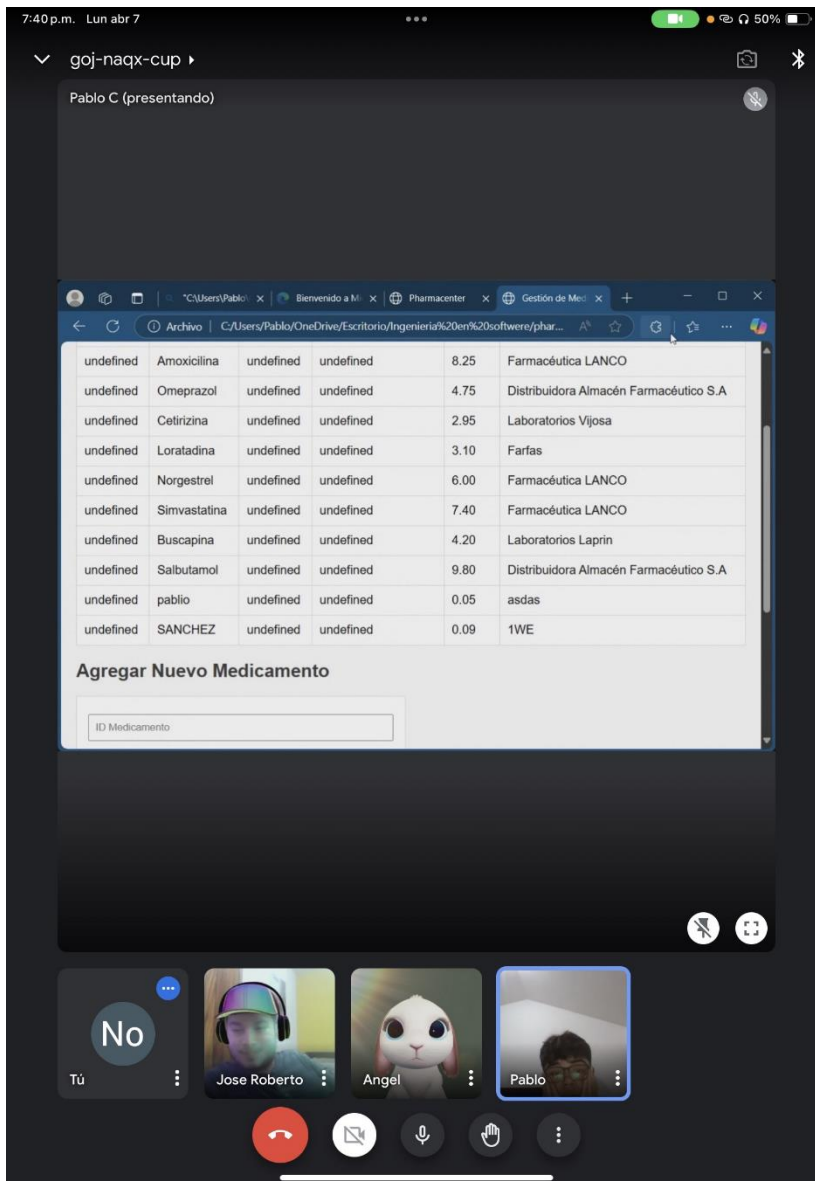 7:40 p.m. Lun abr 7
50%
goj-naqx-cup
Pablo C (presentando)
"C:\Users\Pablo\
Bienvenido a Mi
Pharmacenter
Gestión de Med
Archivo | C:/Users/Pablo/OneDrive/Escritorio/Ingenieria%20en%20softwere/phar...
undefined Amoxicilina undefined undefined 8.25 Farmacéutica LANCO
undefined Omeprazol undefined undefined 4.75 Distribuidora Almacén Farmacéutico S.A
undefined Cetirizina undefined undefined 2.95 Laboratorios Vijosa
undefined Loratadina undefined undefined 3.10 Farfas
undefined Norgestrel undefined undefined 6.00 Farmacéutica LANCO
undefined Simvastatina undefined undefined 7.40 Farmacéutica LANCO
undefined Buscapina undefined undefined 4.20 Laboratorios Laprin
undefined Salbutamol undefined undefined 9.80 Distribuidora Almacén Farmacéutico S.A
undefined pablio undefined undefined 0.05 asdas
undefined SANCHEZ undefined undefined 0.09 1WE
Agregar Nuevo Medicamento
ID Medicamento
No
Tú
Jose Roberto
Angel
Pablo